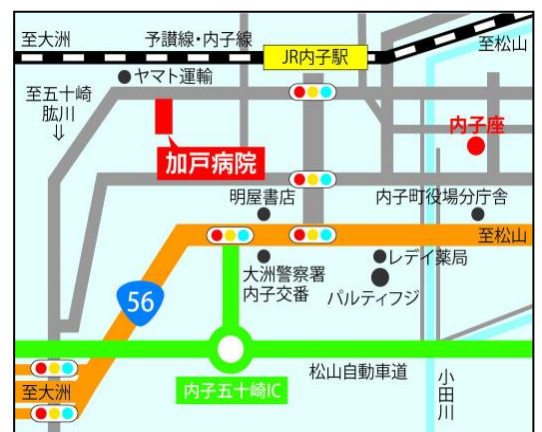 至大洲
予讃線・内子線
JR内子駅
至松山
ヤマト運輸
至五十崎
肱川
↓
内子座
加戸病院
明屋書店
内子町役場分庁舎
至松山
大洲警察署
内子交番
レデイ薬局
パルティフジ
56
松山自動車道
内子五十崎IC
小田川
至大洲